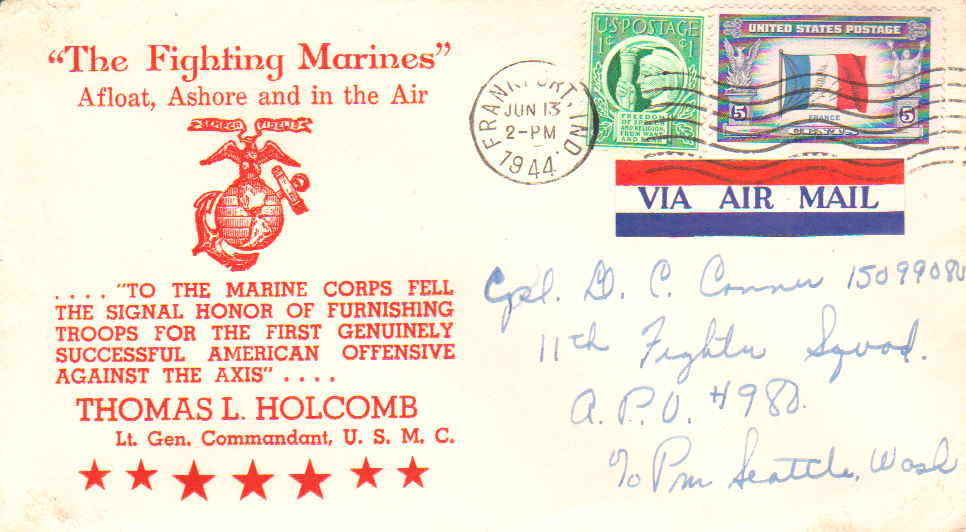 "The Fighting Marines"
Afloat, Ashore and in the Air
SEMPER FIDELIS
. . . . "TO THE MARINE CORPS FELL
THE SIGNAL HONOR OF FURNISHING
TROOPS FOR THE FIRST GENUINELY
SUCCESSFUL AMERICAN OFFENSIVE
AGAINST THE AXIS" . . . .
THOMAS L. HOLCOMB
Lt. Gen. Commandant, U. S. M. C.
FRANKFORT, IND.
JUN 13
2-PM
1944
U.S. POSTAGE
1¢ ¢1
FREEDOM
OF SPEECH
AND RELIGION,
FROM WANT
AND FEAR
UNITED STATES POSTAGE
5 5
FRANCE
VIA AIR MAIL
Cpl. D. C. Conner 15099080
11th Fighter Squad.
A.P.O. #980.
℅ Pm Seattle, Wash